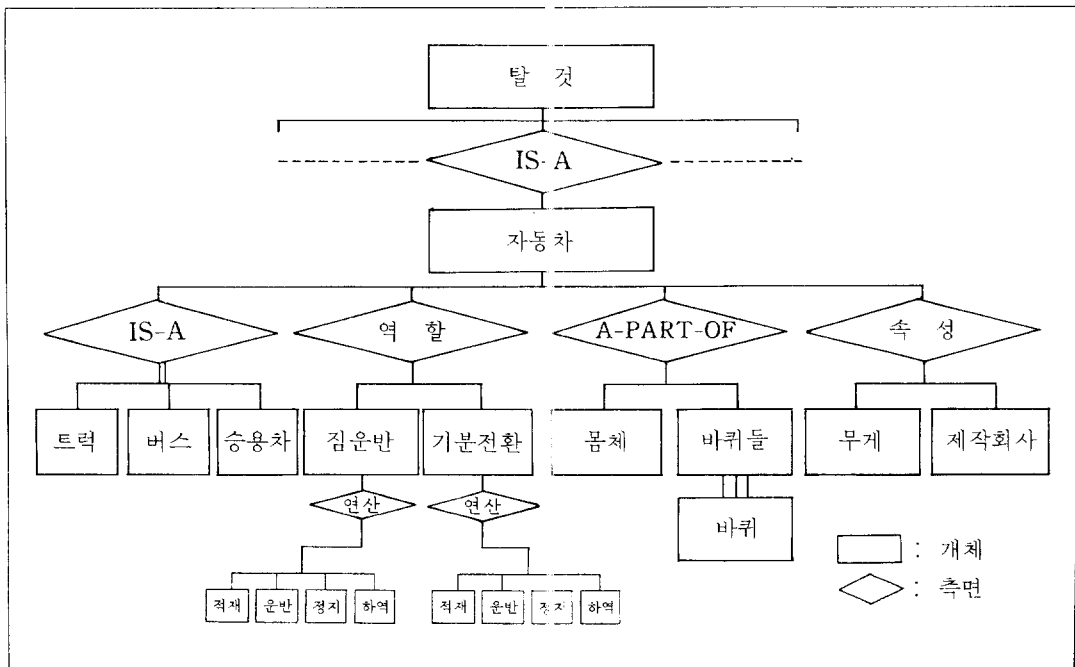 탈 것
IS-A
자동차
IS-A 역 할 A-PART-OF 속 성
트럭 버스 승용차 짐운반 기분전환 몸체 바퀴들 무게 제작회사
연산 연산 바퀴
: 개체
: 측면
적재 운반 정지 하역 적재 운반 정지 하역